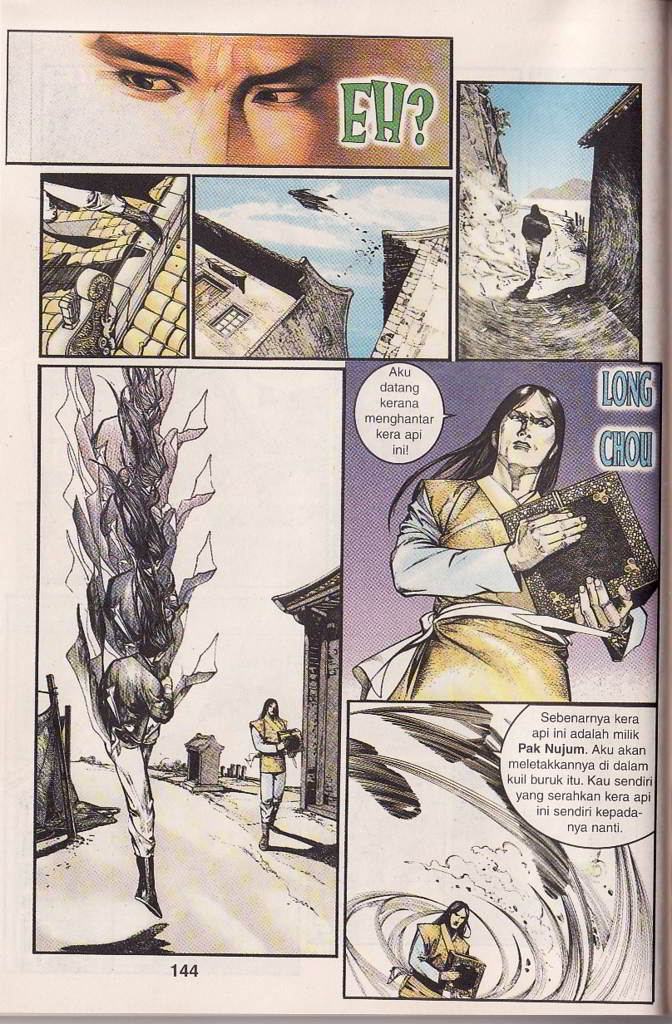 EH?
LONG
CHOU
Aku
datang
kerana
menghantar
kera api
ini!
Sebenarnya kera
api ini adalah milik
Pak Nujum. Aku akan
meletakkannya di dalam
kuil buruk itu. Kau sendiri
yang serahkan kera api
ini sendiri kepada-
nya nanti.
144